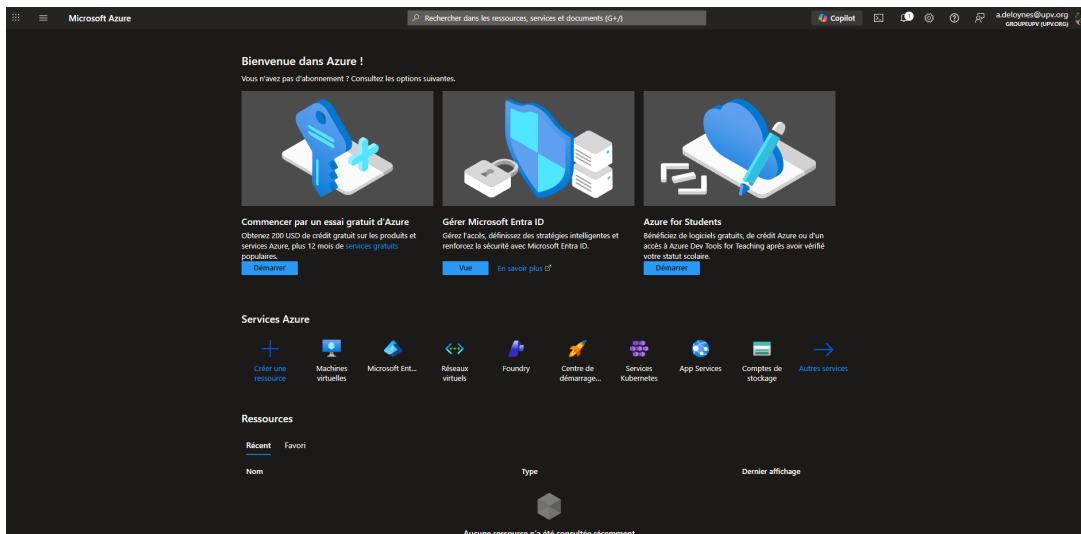 Microsoft Azure
Rechercher dans les ressources, services et documents (G+/)
Copilot
a.deloynes@upv.org
GROUPEUPV (UPV.ORG)
Bienvenue dans Azure !
Vous n'avez pas d'abonnement ? Consultez les options suivantes.
Commencer par un essai gratuit d'Azure
Obtenez 200 USD de crédit gratuit sur les produits et
services Azure, plus 12 mois de services gratuits
populaires.
Démarrer
Gérer Microsoft Entra ID
Gérez l'accès, définissez des stratégies intelligentes et
renforcez la sécurité avec Microsoft Entra ID.
Vue
En savoir plus
Azure for Students
Bénéficiez de logiciels gratuits, de crédit Azure ou d'un
accès à Azure Dev Tools for Teaching après avoir vérifié
votre statut scolaire.
Démarrer
Services Azure
Créer une
ressource
Machines
virtuelles
Microsoft Ent...
Réseaux
virtuels
Foundry
Centre de
démarrage...
Services
Kubernetes
App Services
Comptes de
stockage
Autres services
Ressources
Récent Favori
Nom Type Dernier affichage
Aucune ressource n'a été consultée récemment